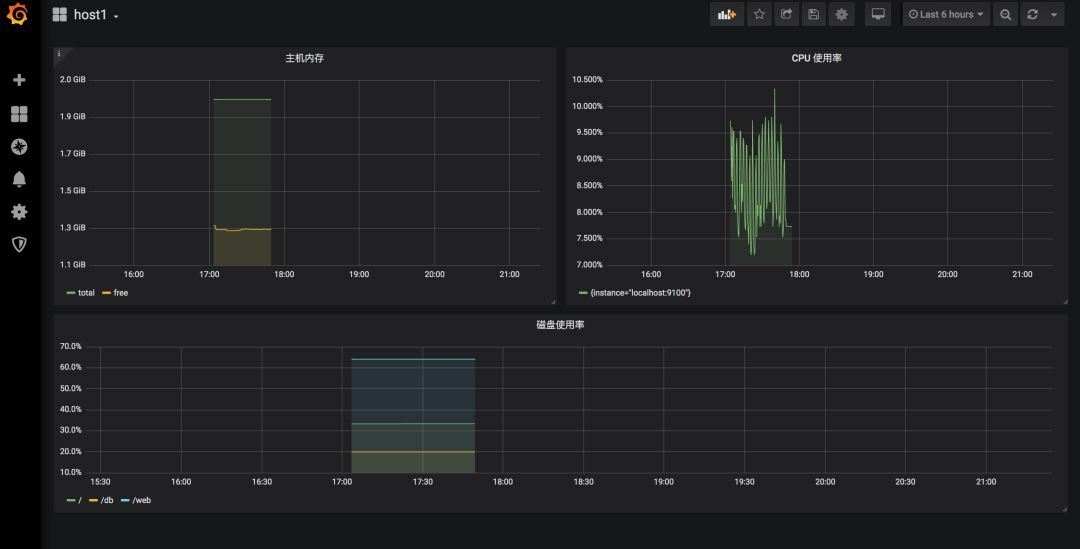 host1
Last 6 hours
i
主机内存
2.0 GiB
1.9 GiB
1.7 GiB
1.5 GiB
1.3 GiB
1.1 GiB
16:00 17:00 18:00 19:00 20:00 21:00
total free
CPU 使用率
10.500%
10.000%
9.500%
9.000%
8.500%
8.000%
7.500%
7.000%
16:00 17:00 18:00 19:00 20:00 21:00
{instance="localhost:9100"}
磁盘使用率
70.0%
60.0%
50.0%
40.0%
30.0%
20.0%
10.0%
15:30 16:00 16:30 17:00 17:30 18:00 18:30 19:00 19:30 20:00 20:30 21:00
/ /db /web